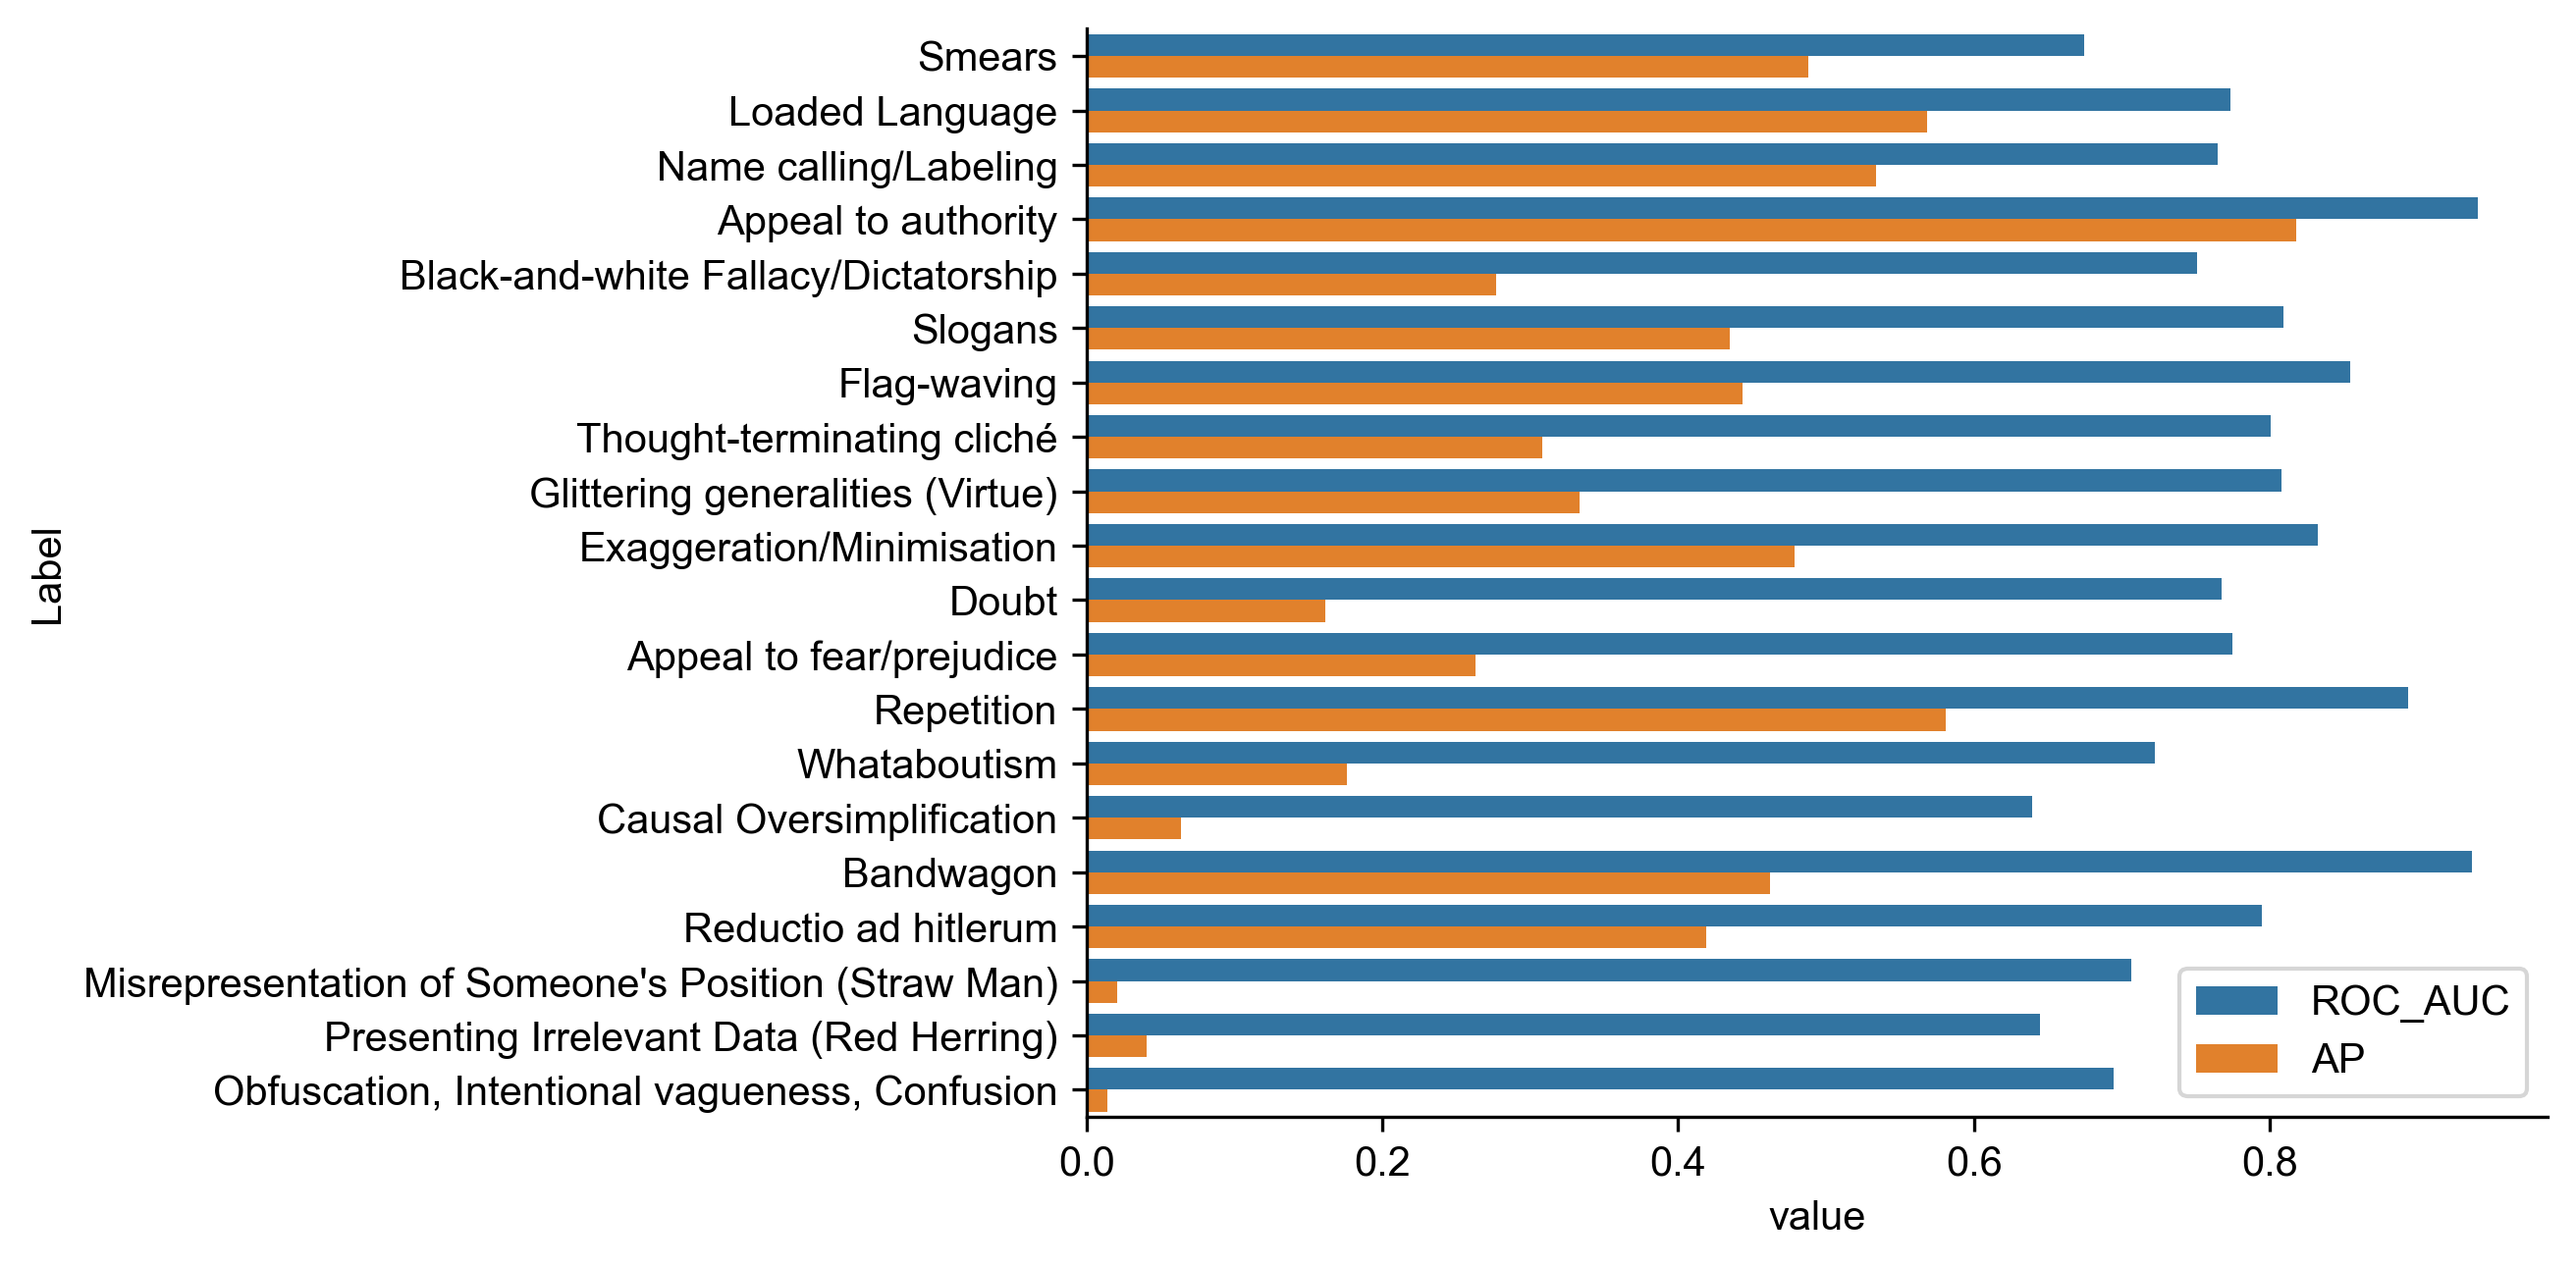 Smears
Loaded Language
Name calling/Labeling
Appeal to authority
Black-and-white Fallacy/Dictatorship
Slogans
Flag-waving
Thought-terminating cliché
Glittering generalities (Virtue)
Exaggeration/Minimisation
Doubt
Appeal to fear/prejudice
Repetition
Whataboutism
Causal Oversimplification
Bandwagon
Reductio ad hitlerum
Misrepresentation of Someone's Position (Straw Man)
Presenting Irrelevant Data (Red Herring)
Obfuscation, Intentional vagueness, Confusion
Label
ROC_AUC
AP
0.0 0.2 0.4 0.6 0.8
value